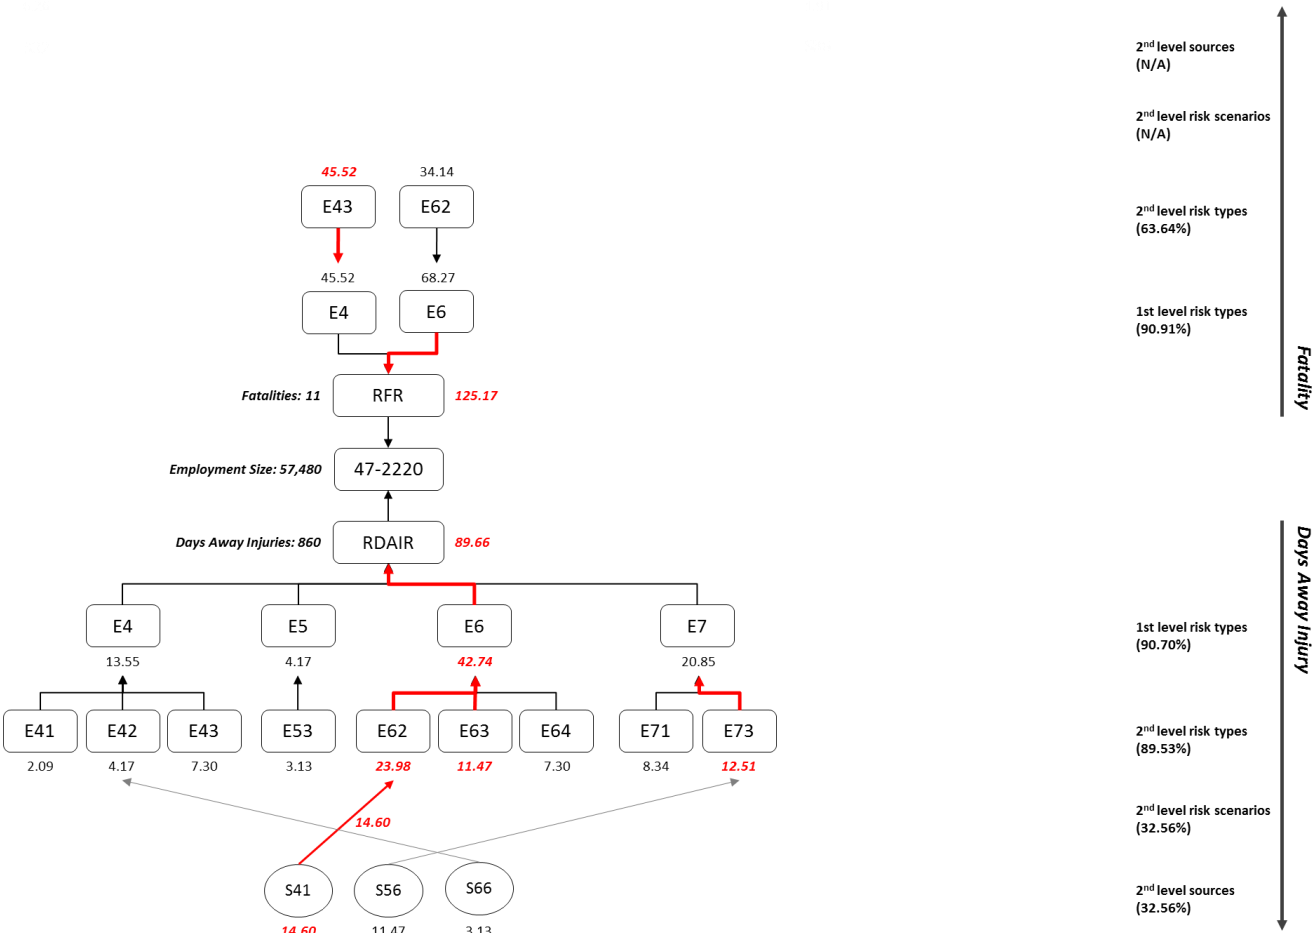 2nd level sources
(N/A)
2nd level risk scenarios
(N/A)
45.52
34.14
E43
E62
2nd level risk types
(63.64%)
45.52
68.27
E4
E6
1st level risk types
(90.91%)
Fatality
Fatalities: 11
RFR
125.17
Employment Size: 57,480
47-2220
Days Away Injuries: 860
RDAIR
89.66
Days Away Injury
E4
E5
E6
E7
1st level risk types
(90.70%)
13.55
4.17
42.74
20.85
E41
E42
E43
E53
E62
E63
E64
E71
E73
2nd level risk types
(89.53%)
2.09
4.17
7.30
3.13
23.98
11.47
7.30
8.34
12.51
14.60
2nd level risk scenarios
(32.56%)
S41
S56
S66
2nd level sources
(32.56%)
14.60
11.47
3.13